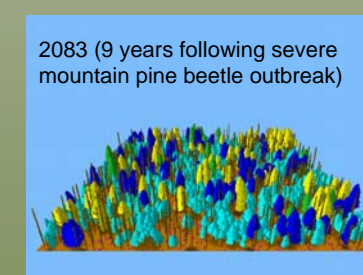 2083 (9 years following severe
mountain pine beetle outbreak)